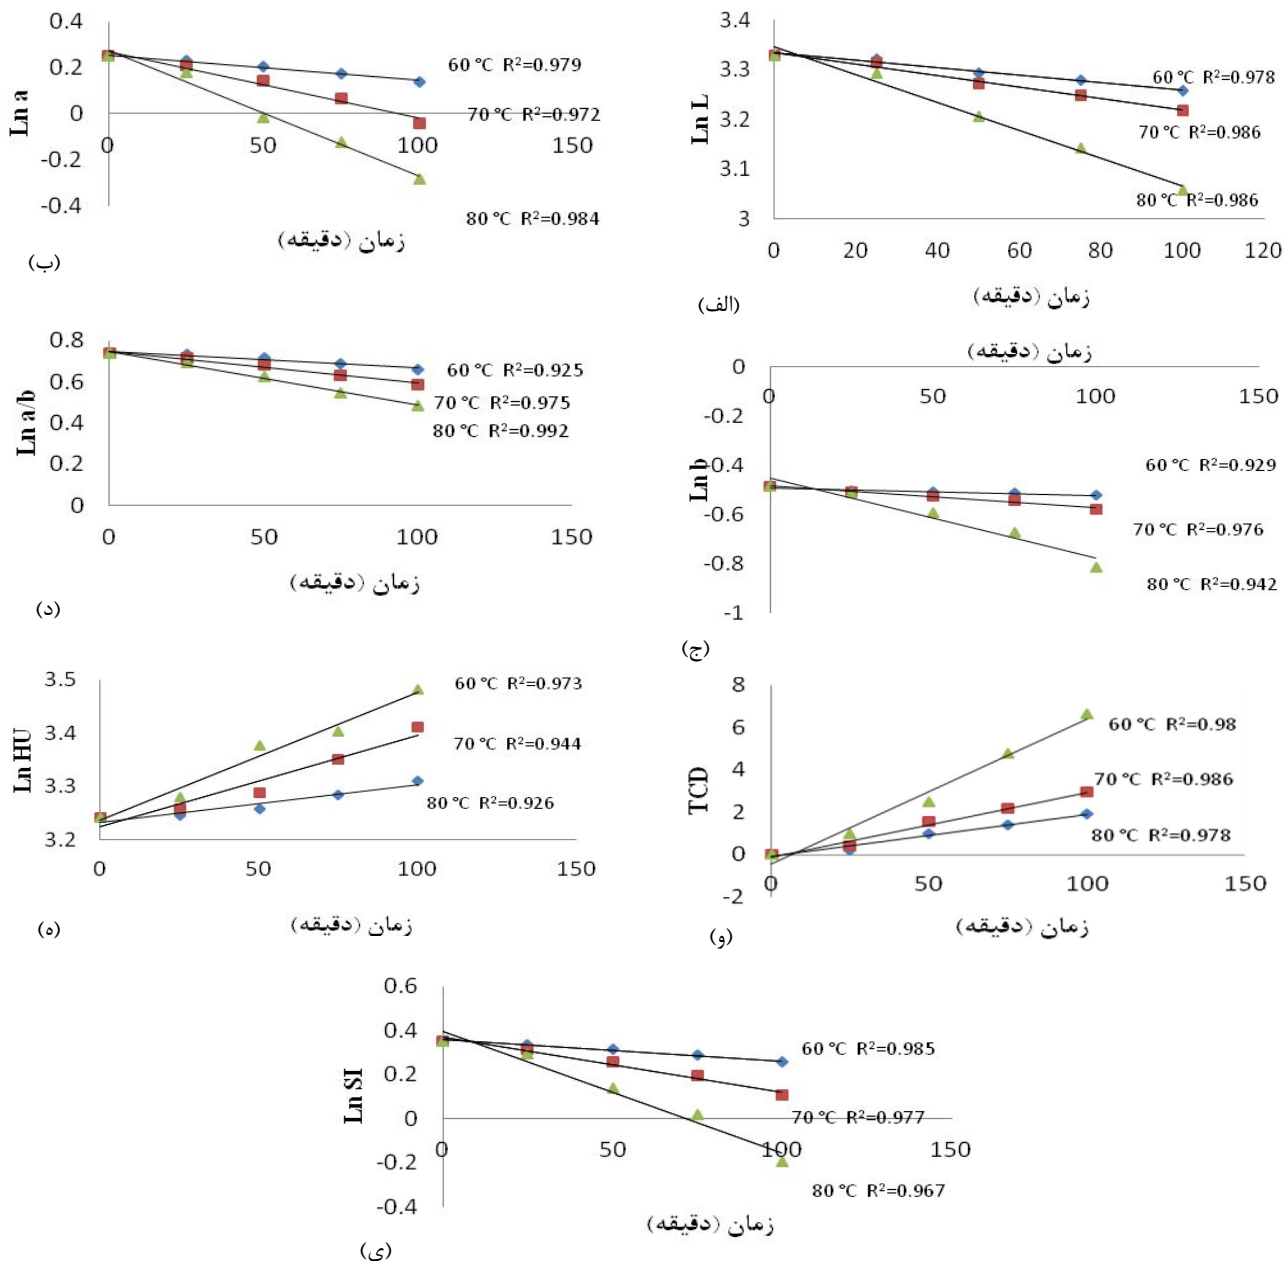 0.4
0.2
0
-0.2
-0.4
Ln a
0
50
100
150
60 °C R²=0.979
70 °C R²=0.972
80 °C R²=0.984
زمان (دقیقه)
(ب)
3.4
3.3
3.2
3.1
3
Ln L
0
20
40
60
80
100
120
60 °C R²=0.978
70 °C R²=0.986
80 °C R²=0.986
زمان (دقیقه)
(الف)
0.8
0.6
0.4
0.2
0
Ln a/b
0
50
100
150
60 °C R²=0.925
70 °C R²=0.975
80 °C R²=0.992
زمان (دقیقه)
(د)
زمان (دقیقه)
0
-0.2
-0.4
-0.6
-0.8
-1
Ln b
0
50
100
150
60 °C R²=0.929
70 °C R²=0.976
80 °C R²=0.942
(ج)
3.5
3.4
3.3
3.2
Ln HU
0
50
100
150
60 °C R²=0.973
70 °C R²=0.944
80 °C R²=0.926
زمان (دقیقه)
(ه)
8
6
4
2
0
-2
TCD
0
50
100
150
60 °C R²=0.98
70 °C R²=0.986
80 °C R²=0.978
زمان (دقیقه)
(و)
0.6
0.4
0.2
0
-0.2
-0.4
Ln SI
0
50
100
150
60 °C R²=0.985
70 °C R²=0.977
80 °C R²=0.967
زمان (دقیقه)
(ی)